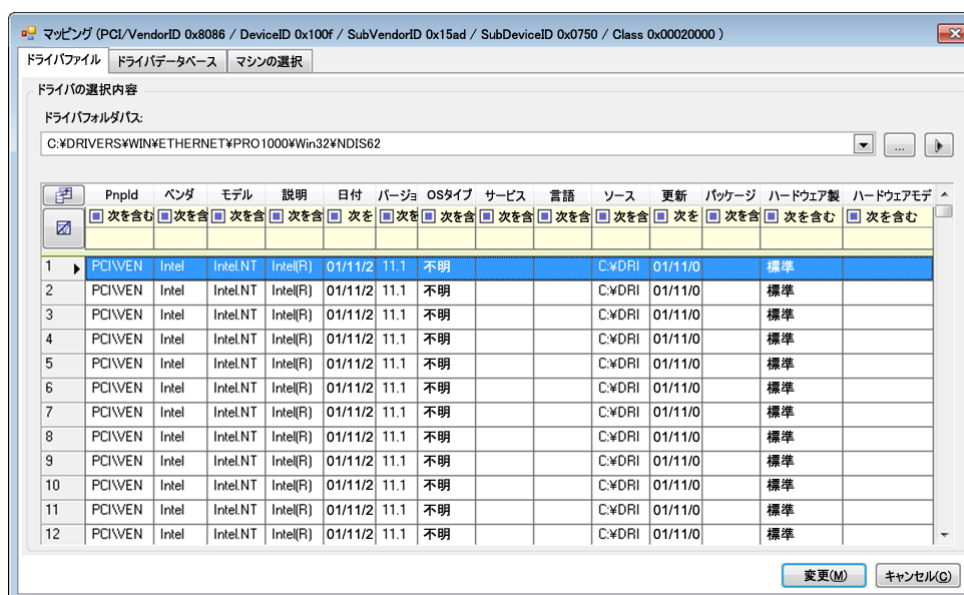 マッピング (PCI/VendorID 0x8086 / DeviceID 0x100f / SubVendorID 0x15ad / SubDeviceID 0x0750 / Class 0x00020000 )
ドライバファイル ドライバデータベース マシンの選択
ドライバの選択内容
ドライバフォルダパス:
C:¥DRIVERS¥WIN¥ETHERNET¥PRO1000¥Win32¥NDIS62 ...
PnpId ベンダ モデル 説明 日付 バージョ OSタイプ サービス 言語 ソース 更新 パッケージ ハードウェア製 ハードウェアモデ
次を含む 次を含 次を含 次を含 次を 次を 次を含 次を含 次を含 次を含 次を 次を含 次を含む 次を含む
1 PCI\VEN Intel Intel.NT Intel(R) 01/11/2 11.1 不明 C:¥DRI 01/11/0 標準
2 PCI\VEN Intel Intel.NT Intel(R) 01/11/2 11.1 不明 C:¥DRI 01/11/0 標準
3 PCI\VEN Intel Intel.NT Intel(R) 01/11/2 11.1 不明 C:¥DRI 01/11/0 標準
4 PCI\VEN Intel Intel.NT Intel(R) 01/11/2 11.1 不明 C:¥DRI 01/11/0 標準
5 PCI\VEN Intel Intel.NT Intel(R) 01/11/2 11.1 不明 C:¥DRI 01/11/0 標準
6 PCI\VEN Intel Intel.NT Intel(R) 01/11/2 11.1 不明 C:¥DRI 01/11/0 標準
7 PCI\VEN Intel Intel.NT Intel(R) 01/11/2 11.1 不明 C:¥DRI 01/11/0 標準
8 PCI\VEN Intel Intel.NT Intel(R) 01/11/2 11.1 不明 C:¥DRI 01/11/0 標準
9 PCI\VEN Intel Intel.NT Intel(R) 01/11/2 11.1 不明 C:¥DRI 01/11/0 標準
10 PCI\VEN Intel Intel.NT Intel(R) 01/11/2 11.1 不明 C:¥DRI 01/11/0 標準
11 PCI\VEN Intel Intel.NT Intel(R) 01/11/2 11.1 不明 C:¥DRI 01/11/0 標準
12 PCI\VEN Intel Intel.NT Intel(R) 01/11/2 11.1 不明 C:¥DRI 01/11/0 標準
変更(M) キャンセル(C)